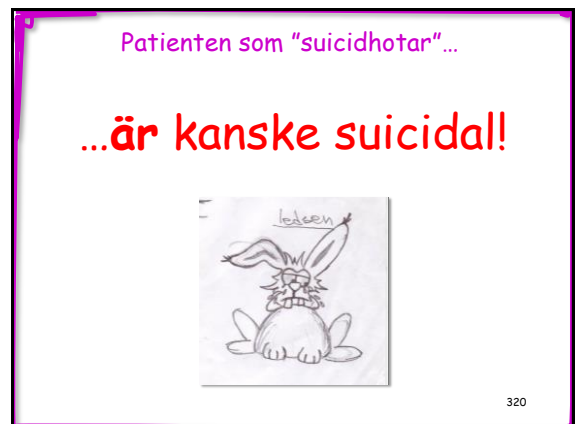 Patienten som ”suicidhotar”…
…är kanske suicidal!
ledsen
320